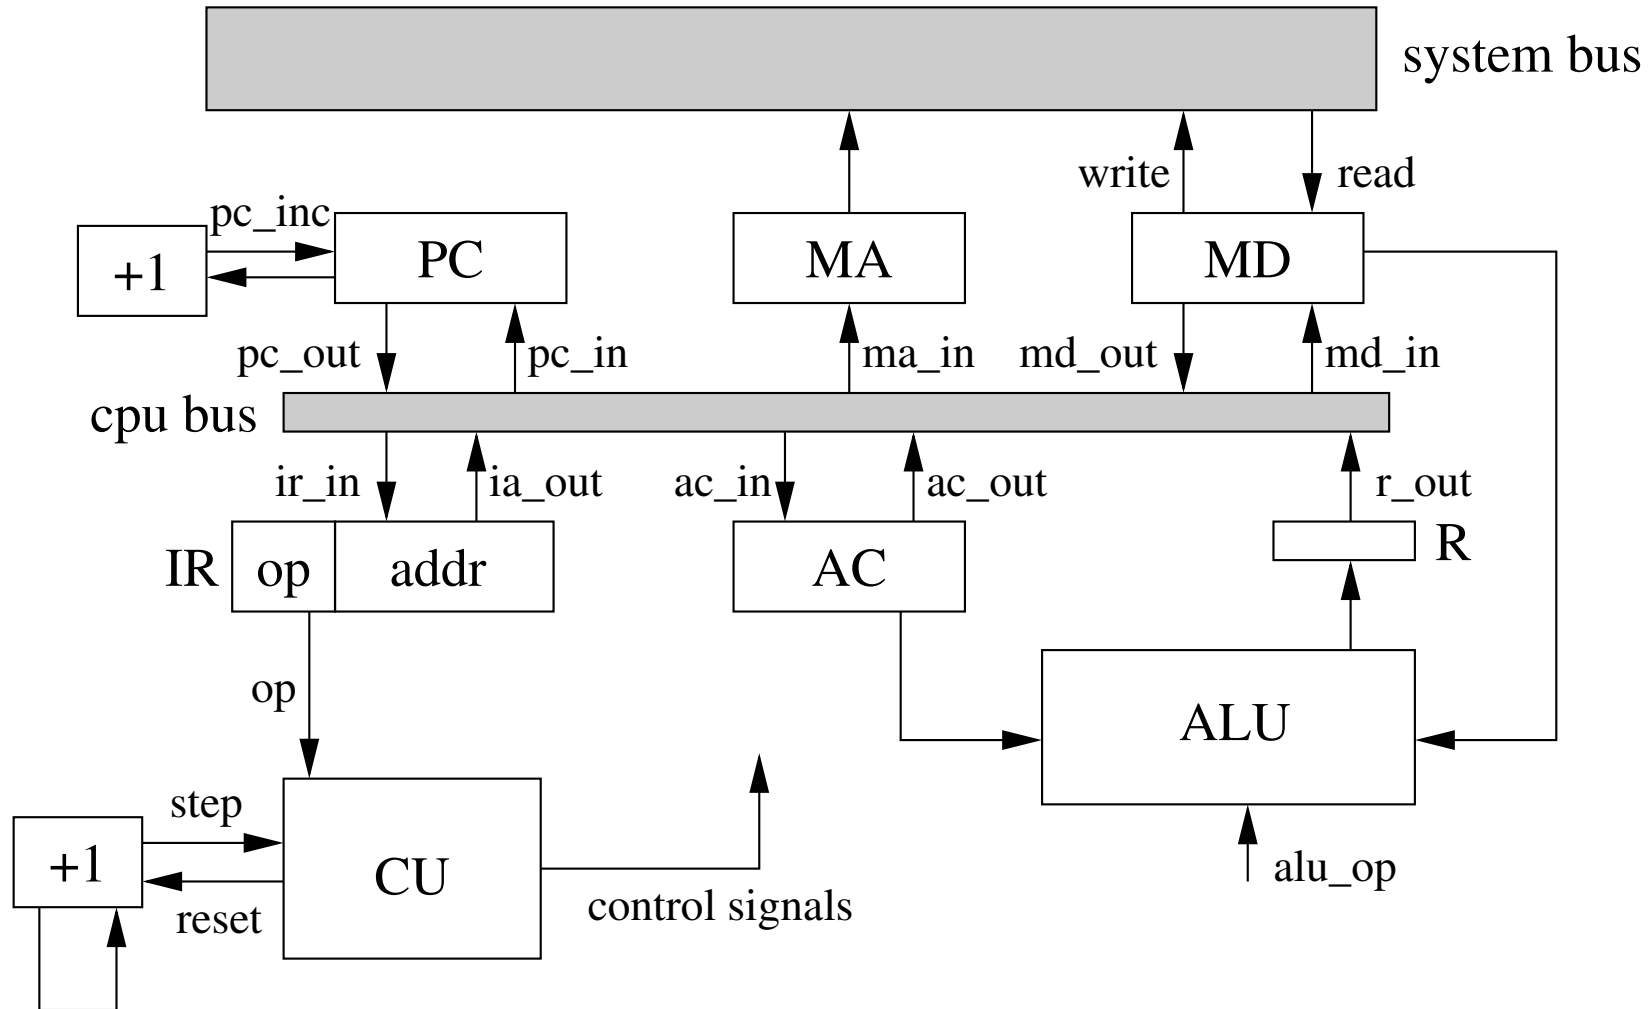 system bus
write
read
pc_inc
+1
PC
MA
MD
pc_out
pc_in
ma_in
md_out
md_in
cpu bus
ir_in
ia_out
ac_in
ac_out
r_out
IR
op
addr
AC
R
op
ALU
step
+1
CU
alu_op
reset
control signals